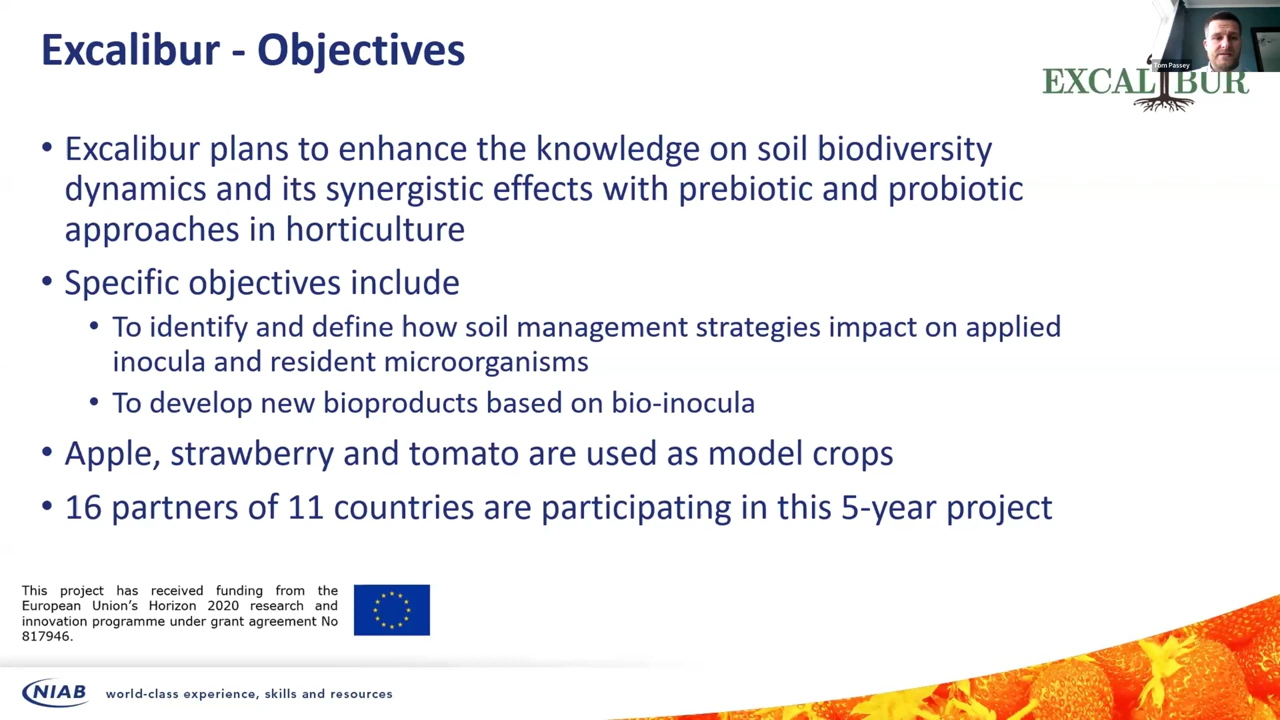 Excalibur - Objectives
Tom Passey
EXCALIBUR
• Excalibur plans to enhance the knowledge on soil biodiversity
dynamics and its synergistic effects with prebiotic and probiotic
approaches in horticulture
• Specific objectives include
• To identify and define how soil management strategies impact on applied
inocula and resident microorganisms
• To develop new bioproducts based on bio-inocula
• Apple, strawberry and tomato are used as model crops
• 16 partners of 11 countries are participating in this 5-year project
This project has received funding from the
European Union's Horizon 2020 research and
innovation programme under grant agreement No
817946.
NIAB
world-class experience, skills and resources